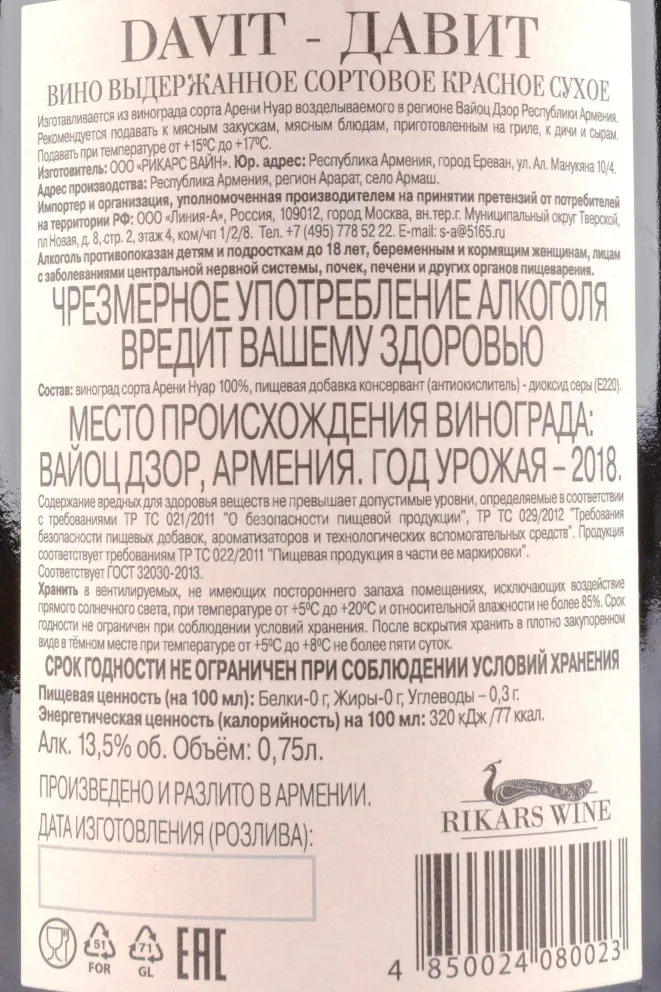 DAVIT - ДАВИТ
ВИНО ВЫДЕРЖАННОЕ СОРТОВОЕ КРАСНОЕ СУХОЕ
Изготавливается из винограда сорта Арени Нуар возделываемого в регионе Вайоц Дзор Республики Армения.
Рекомендуется подавать к мясным закускам, мясным блюдам, приготовленным на гриле, к дичи и сырам.
Подавать при температуре от +15ºС до +17ºС.
Изготовитель: ООО «РИКАРС ВАЙН». Юр. адрес: Республика Армения, город Ереван, ул. Ал. Манукяна 10/4.
Адрес производства: Республика Армения, регион Арарат, село Армаш.
Импортер и организация, уполномоченная производителем на принятии претензий от потребителей
на территории РФ: ООО «Линия-А», Россия, 109012, город Москва, вн.тер.г. Муниципальный округ Тверской,
пл Новая, д. 8, стр. 2, этаж 4, ком/чп 1/2/8. Тел. +7 (495) 778 52 22. E-mail: s-a@5165.ru
Алкоголь противопоказан детям и подросткам до 18 лет, беременным и кормящим женщинам, лицам
с заболеваниями центральной нервной системы, почек, печени и других органов пищеварения.
ЧРЕЗМЕРНОЕ УПОТРЕБЛЕНИЕ АЛКОГОЛЯ
ВРЕДИТ ВАШЕМУ ЗДОРОВЬЮ
Состав: виноград сорта Арени Нуар 100%, пищевая добавка консервант (антиокислитель) - диоксид серы (Е220).
МЕСТО ПРОИСХОЖДЕНИЯ ВИНОГРАДА:
ВАЙОЦ ДЗОР, АРМЕНИЯ. ГОД УРОЖАЯ – 2018.
Содержание вредных для здоровья веществ не превышает допустимые уровни, определяемые в соответствии
с требованиями ТР ТС 021/2011 "О безопасности пищевой продукции", ТР ТС 029/2012 "Требования
безопасности пищевых добавок, ароматизаторов и технологических вспомогательных средств". Продукция
соответствует требованиям ТР ТС 022/2011 "Пищевая продукция в части ее маркировки".
Соответствует ГОСТ 32030-2013.
Хранить в вентилируемых, не имеющих постороннего запаха помещениях, исключающих воздействие
прямого солнечного света, при температуре от +5ºС до +20ºС и относительной влажности не более 85%. Срок
годности не ограничен при соблюдении условий хранения. После вскрытия хранить в плотно закупоренном
виде в тёмном месте при температуре от +5ºС до +8ºС не более пяти суток.
СРОК ГОДНОСТИ НЕ ОГРАНИЧЕН ПРИ СОБЛЮДЕНИИ УСЛОВИЙ ХРАНЕНИЯ
Пищевая ценность (на 100 мл): Белки-0 г, Жиры-0 г, Углеводы – 0,3 г.
Энергетическая ценность (калорийность) на 100 мл: 320 кДж /77 ккал.
Алк. 13,5% об. Объём: 0,75л.
ПРОИЗВЕДЕНО И РАЗЛИТО В АРМЕНИИ.
ДАТА ИЗГОТОВЛЕНИЯ (РОЗЛИВА):
RIKARS WINE
51
FOR
71
GL
EAC
4 850024 080023